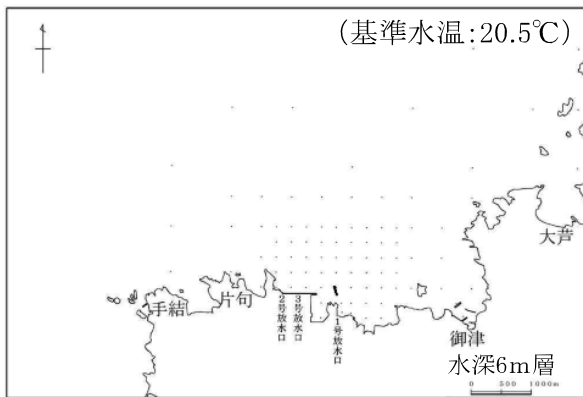 (基準水温:20.5℃)
大芦
手結
片句
2号放水口
3号放水口
1号放水口
御津
水深6m層
0 500 1000m